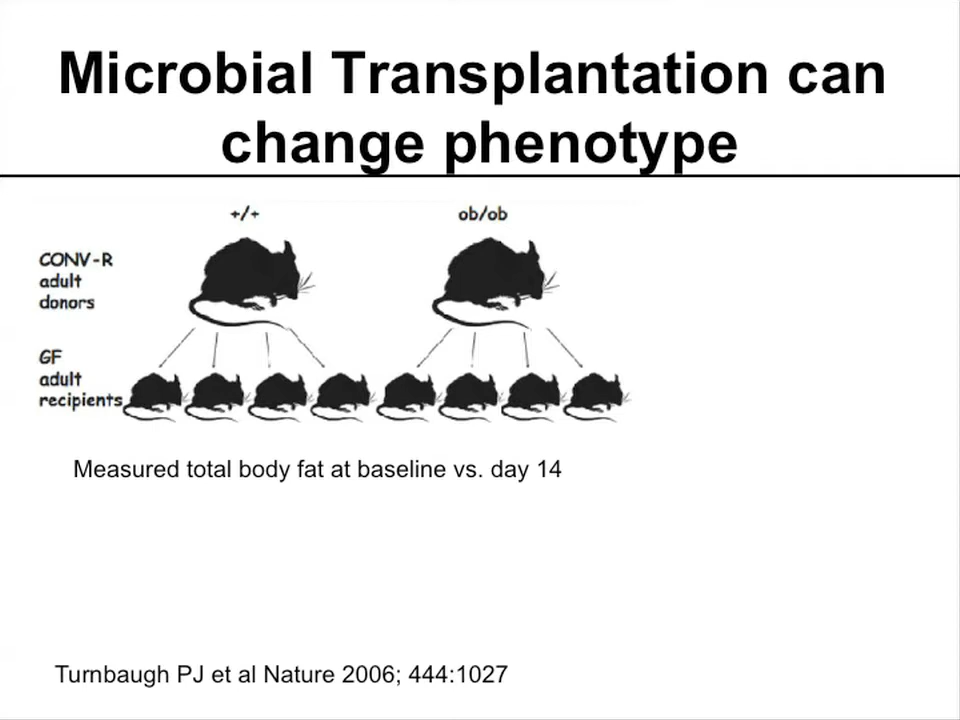 Microbial Transplantation can
change phenotype
+/+
ob/ob
CONV-R
adult
donors
GF
adult
recipients
Measured total body fat at baseline vs. day 14
Turnbaugh PJ et al Nature 2006; 444:1027